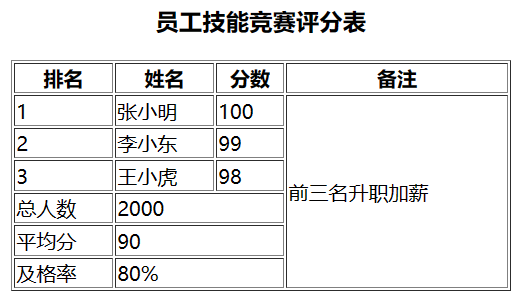 员工技能竞赛评分表
排名 姓名 分数 备注
1 张小明 100
2 李小东 99
3 王小虎 98
前三名升职加薪
总人数 2000
平均分 90
及格率 80%